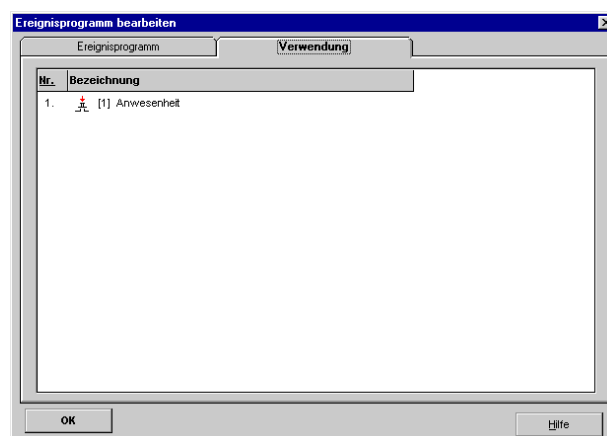 Ereignisprogramm bearbeiten
Ereignisprogramm Verwendung
Nr. Bezeichnung
1. [1] Anwesenheit
OK Hilfe